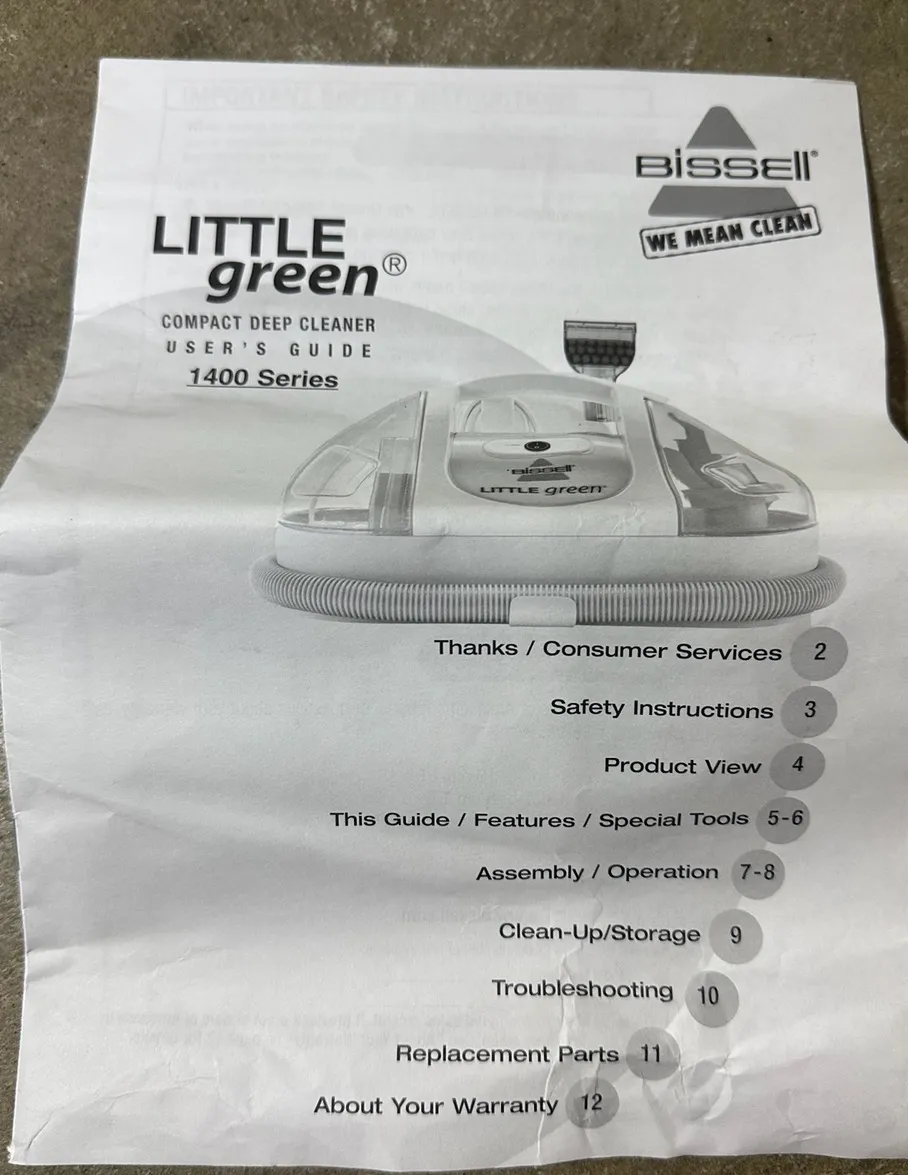 BISSELL®
WE MEAN CLEAN
LITTLE
green®
COMPACT DEEP CLEANER
USER'S GUIDE
1400 Series
BISSELL
LITTLE green
Thanks / Consumer Services 2
Safety Instructions 3
Product View 4
This Guide / Features / Special Tools 5-6
Assembly / Operation 7-8
Clean-Up/Storage 9
Troubleshooting 10
Replacement Parts 11
About Your Warranty 12